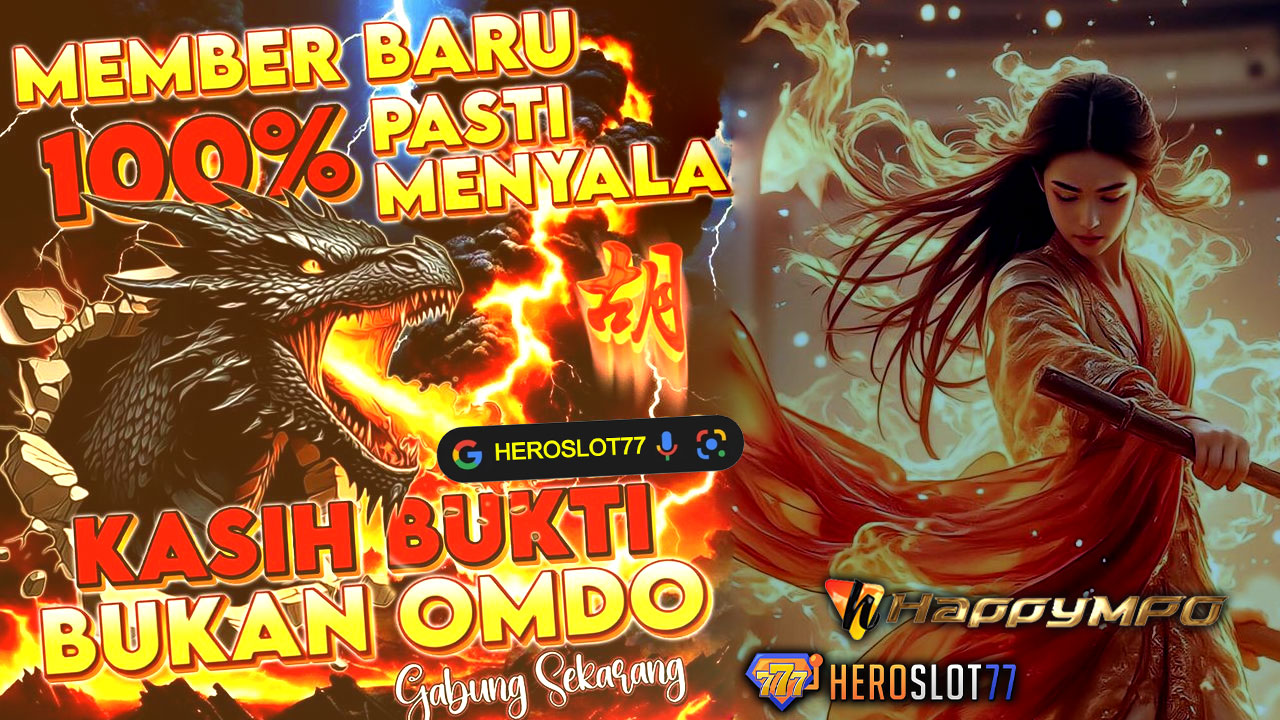 MEMBER BARU
100% PASTI
MENYALA
胡
HEROSLOT77
KASIH BUKTI
BUKAN OMDO
Gabung Sekarang
HAPPYMPO
777 HEROSLOT77